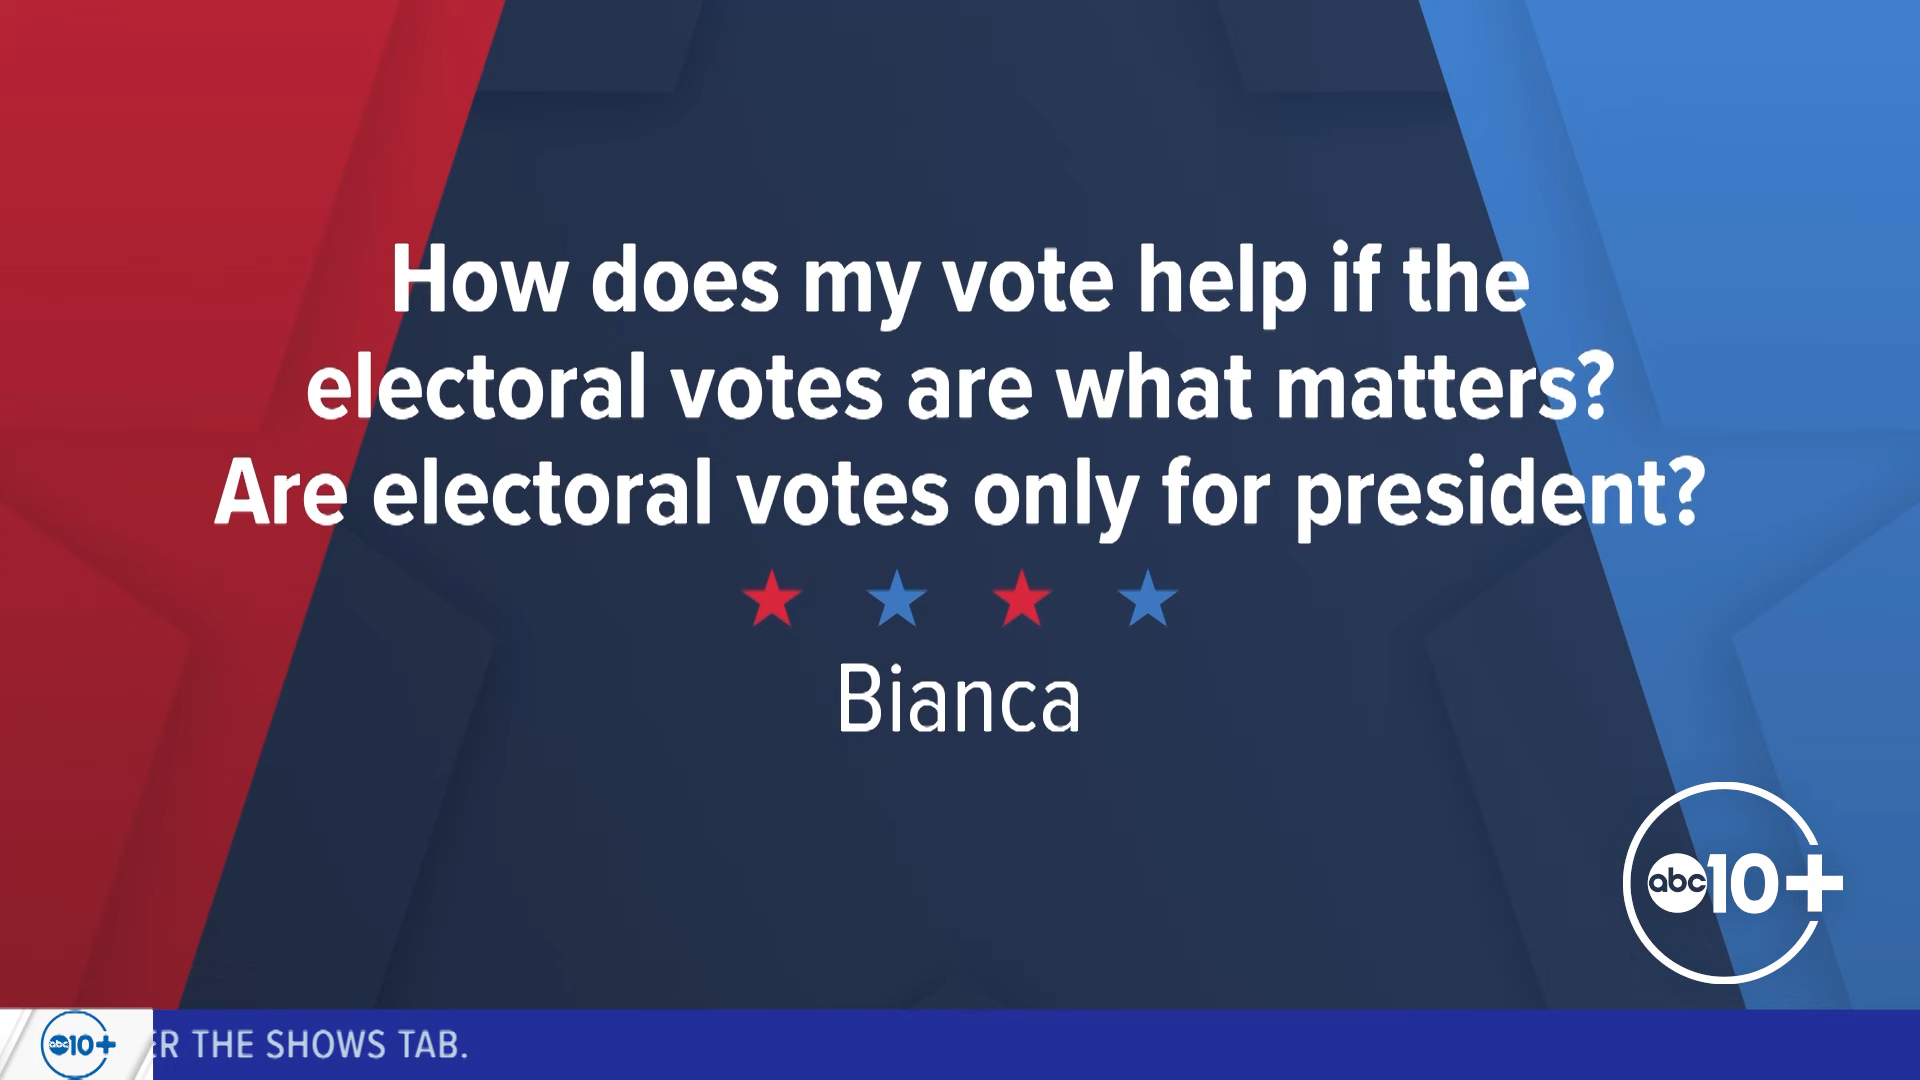 How does my vote help if the
electoral votes are what matters?
Are electoral votes only for president?
Bianca
abc10+
abc10+
THE SHOWS TAB.